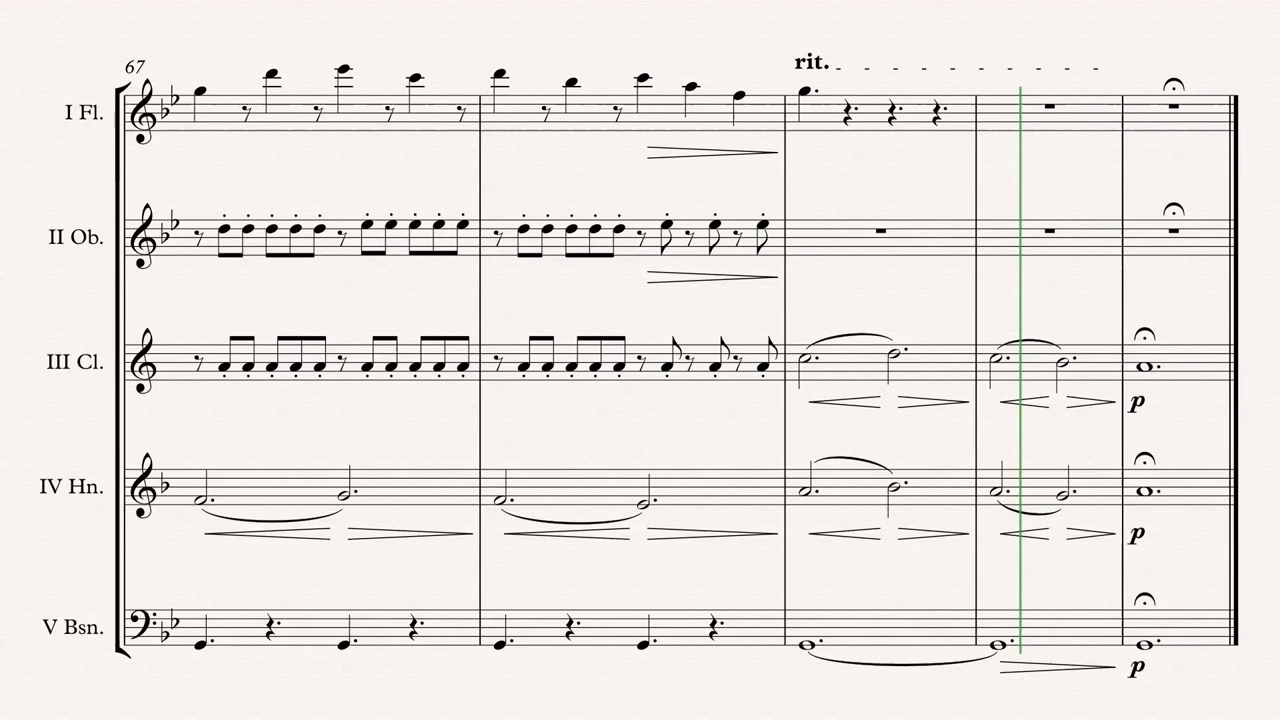 67
rit.
I Fl.
II Ob.
III Cl.
p
IV Hn.
p
V Bsn.
p